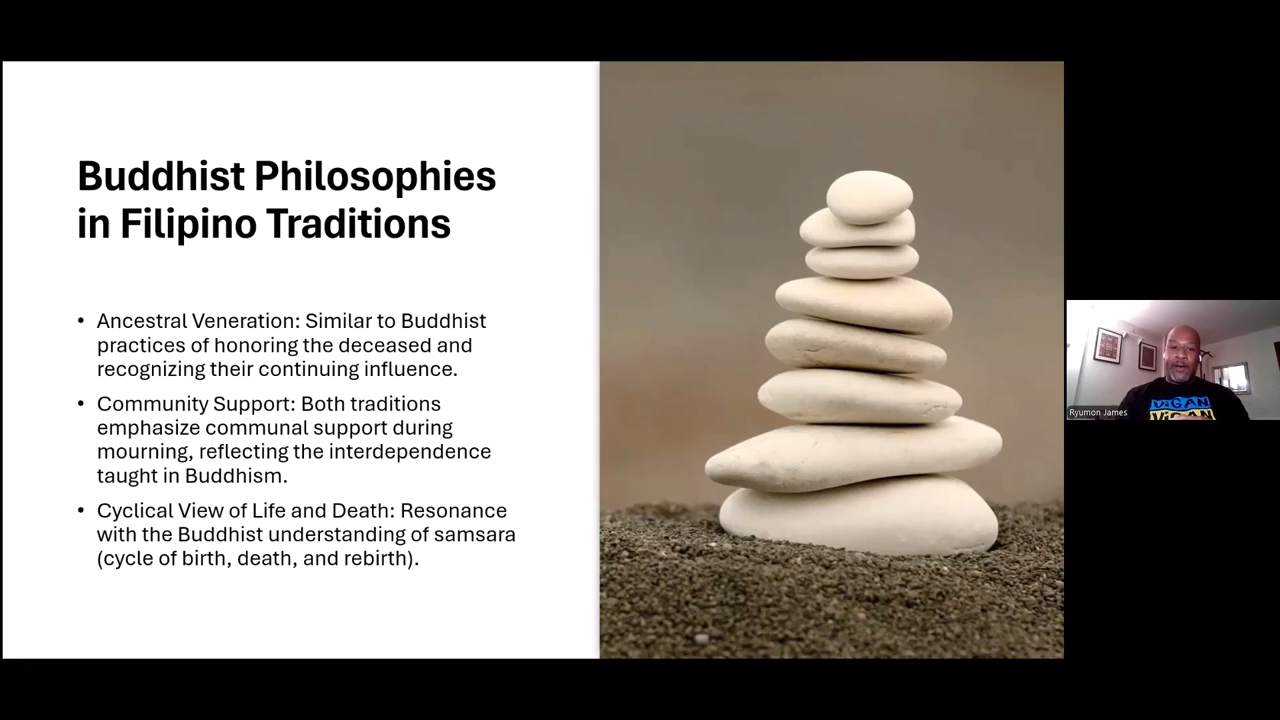 Buddhist Philosophies
in Filipino Traditions
• Ancestral Veneration: Similar to Buddhist
practices of honoring the deceased and
recognizing their continuing influence.
• Community Support: Both traditions
emphasize communal support during
mourning, reflecting the interdependence
taught in Buddhism.
• Cyclical View of Life and Death: Resonance
with the Buddhist understanding of samsara
(cycle of birth, death, and rebirth).
VIGAN
VIGAN
Ryumon James